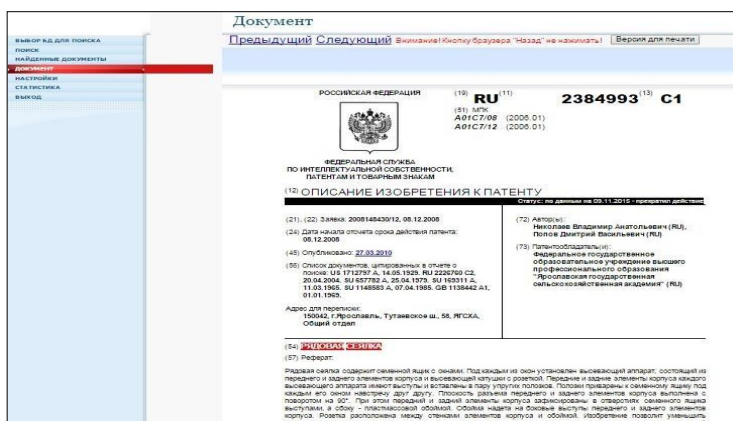 Документ
Предыдущий Следующий Внимание! Кнопку браузера "Назад" не нажимать! Версия для печати
ВЫБОР БД ДЛЯ ПОИСКА
ПОИСК
НАЙДЕННЫЕ ДОКУМЕНТЫ
ДОКУМЕНТ
НАСТРОЙКИ
СТАТИСТИКА
ВЫХОД
РОССИЙСКАЯ ФЕДЕРАЦИЯ
ФЕДЕРАЛЬНАЯ СЛУЖБА
ПО ИНТЕЛЛЕКТУАЛЬНОЙ СОБСТВЕННОСТИ,
ПАТЕНТАМ И ТОВАРНЫМ ЗНАКАМ
(19) RU (11) 2384993 (13) C1
(51) МПК
A01C7/08 (2006.01)
A01C7/12 (2006.01)
(12) ОПИСАНИЕ ИЗОБРЕТЕНИЯ К ПАТЕНТУ
Статус: по данным на 09.11.2015 - прекратил действие
(21), (22) Заявка: 2008148430/12, 08.12.2008
(24) Дата начала отсчета срока действия патента:
08.12.2008
(45) Опубликовано: 27.03.2010
(56) Список документов, цитированных в отчете о
поиске: US 1712797 A, 14.05.1929. RU 2226760 C2,
20.04.2004. SU 657782 A, 25.04.1979. SU 169311 A,
11.03.1965. SU 1148583 A, 07.04.1985. GB 1138442 A1,
01.01.1969.
Адрес для переписки:
150042, г.Ярославль, Тутаевское ш., 58, ЯГСХА,
Общий отдел
(72) Автор(ы):
Николаев Владимир Анатольевич (RU),
Попов Дмитрий Васильевич (RU)
(73) Патентообладатель(и):
Федеральное государственное
образовательное учреждение высшего
профессионального образования
"Ярославская государственная
сельскохозяйственная академия" (RU)
(54) РЯДОВАЯ СЕЯЛКА
(57) Реферат:
Рядовая сеялка содержит семенной ящик с окнами. Под каждым из окон установлен высевающий аппарат, состоящий из
переднего и заднего элементов корпуса и высевающей катушки с розеткой. Передние и задние элементы корпуса каждого
высевающего аппарата имеют выступы и вставлены в пару упругих полозков. Полозки приварены к семенному ящику под
каждым его окном навстречу друг другу. Плоскость разъема переднего и заднего элементов корпуса выполнена с
поворотом на 90°. При этом передний и задний элементы корпуса зафиксированы в отверстиях семенного ящика
выступами, а сбоку - пластмассовой обоймой. Обойма надета на боковые выступы переднего и заднего элементов
корпуса. Розетка расположена между стенками элементов корпуса и обоймой. Изобретение позволит уменьшить